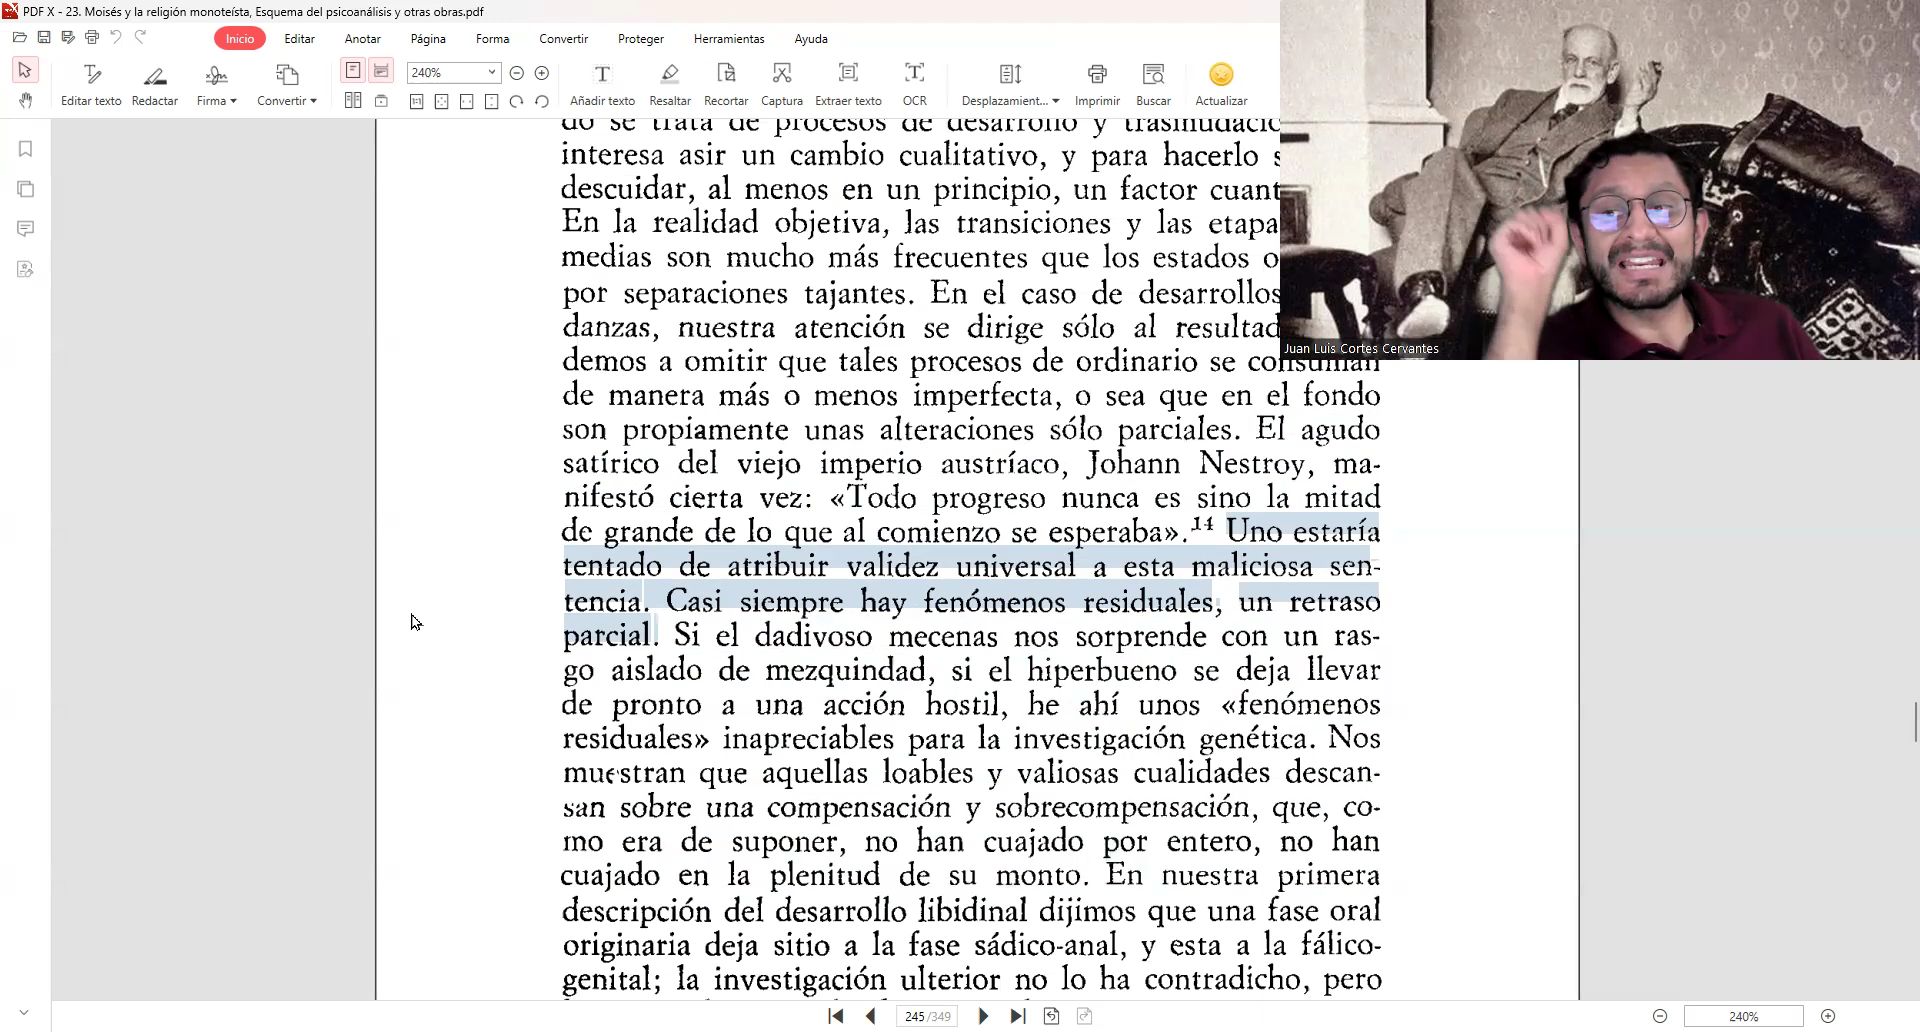 PDF X - 23. Moisés y la religión monoteísta, Esquema del psicoanálisis y otras obras.pdf
Inicio Editar Anotar Página Forma Convertir Proteger Herramientas Ayuda
240%
Editar texto Redactar Firma Convertir Añadir texto Resaltar Recortar Captura Extraer texto OCR Desplazamient... Imprimir Buscar Actualizar
do se trata de procesos de desarrollo y
interesa asir un cambio cualitativo, y para hacerlo
descuidar, al menos en un principio, un factor
En la realidad objetiva, las transiciones y las
medias son mucho más frecuentes que los estados
por separaciones tajantes. En el caso de desarrollos
danzas, nuestra atención se dirige sólo al
demos a omitir que tales procesos de ordinario se consuman
de manera más o menos imperfecta, o sea que en el fondo
son propiamente unas alteraciones sólo parciales. El agudo
satírico del viejo imperio austríaco, Johann Nestroy, ma-
nifestó cierta vez: «Todo progreso nunca es sino la mitad
de grande de lo que al comienzo se esperaba».14 Uno estaría
tentado de atribuir validez universal a esta maliciosa sen-
tencia. Casi siempre hay fenómenos residuales, un retraso
parcial. Si el dadivoso mecenas nos sorprende con un ras-
go aislado de mezquindad, si el hiperbueno se deja llevar
de pronto a una acción hostil, he ahí unos «fenómenos
residuales» inapreciables para la investigación genética. Nos
muestran que aquellas loables y valiosas cualidades descan-
san sobre una compensación y sobrecompensación, que, co-
mo era de suponer, no han cuajado por entero, no han
cuajado en la plenitud de su monto. En nuestra primera
descripción del desarrollo libidinal dijimos que una fase oral
originaria deja sitio a la fase sádico-anal, y esta a la fálico-
genital; la investigación ulterior no lo ha contradicho, pero
Juan Luis Cortes Cervantes
245 /349
240%